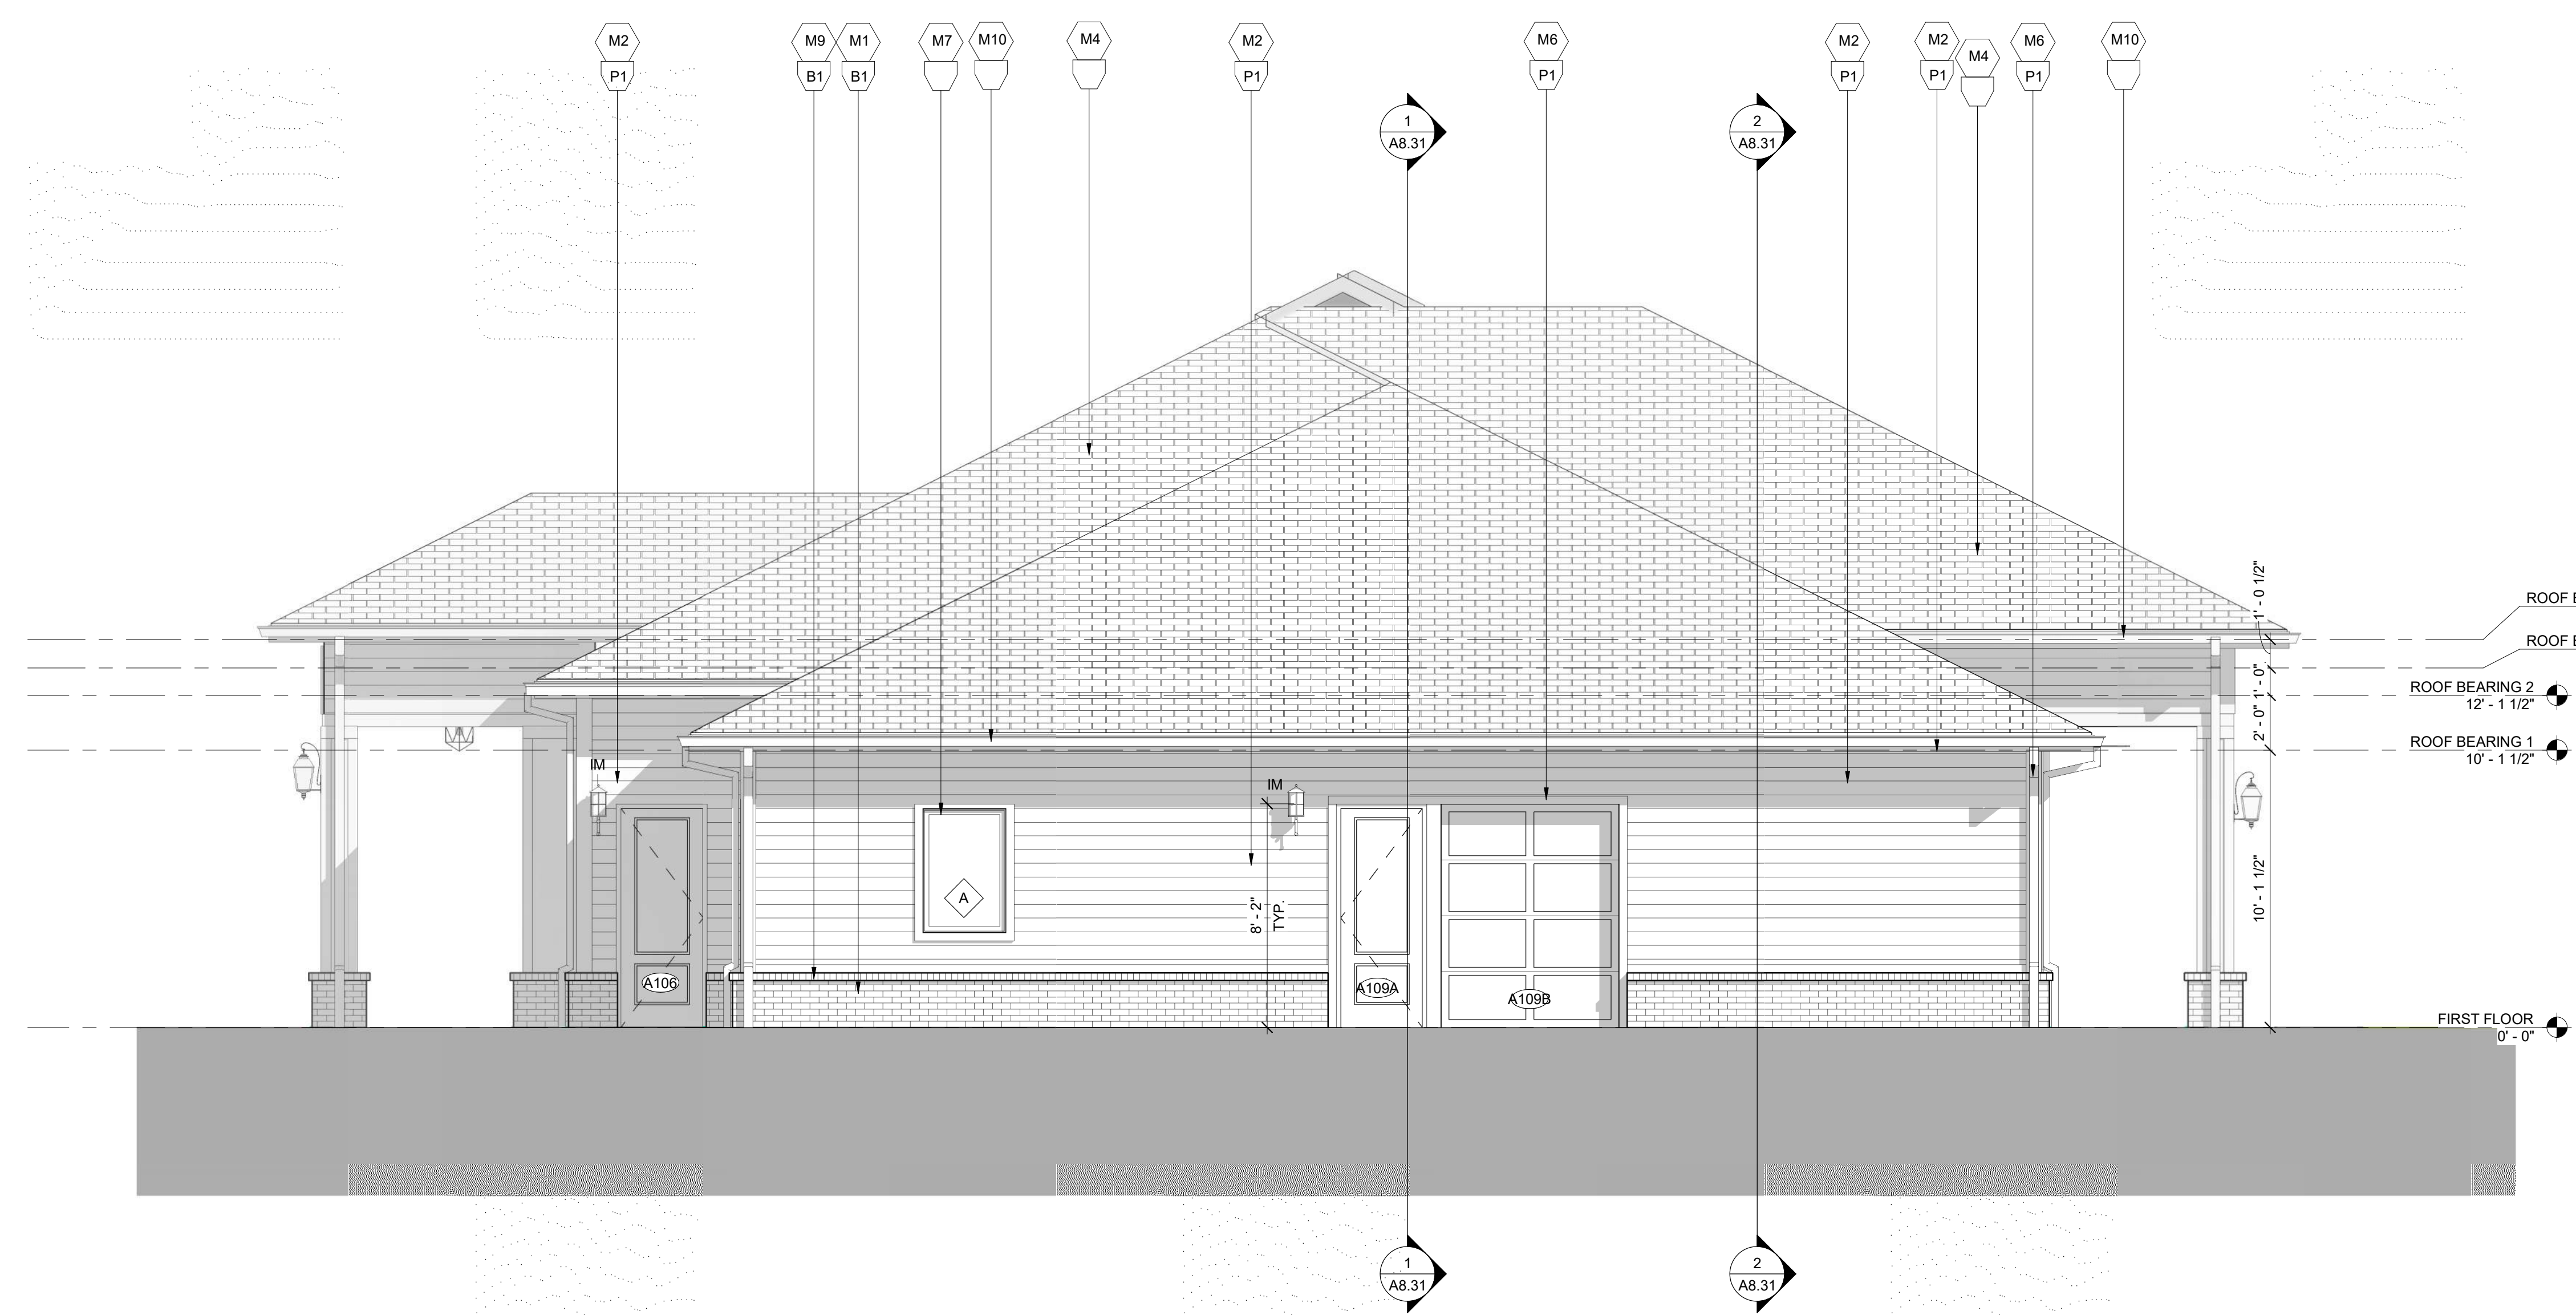 M2
P1
M9
B1
M1
B1
M7
M10
M4
M2
P1
M6
P1
M2
P1
M2
P1
M4
M6
P1
M10
1
A8.31
2
A8.31
1' - 0 1/2"
ROOF
ROOF
1' - 0"
ROOF BEARING 2
12' - 1 1/2"
2' - 0"
ROOF BEARING 1
10' - 1 1/2"
IM
IM
A
8' - 2"
TYP.
10' - 1 1/2"
A106
A109A
A109B
FIRST FLOOR
0' - 0"
1
A8.31
2
A8.31